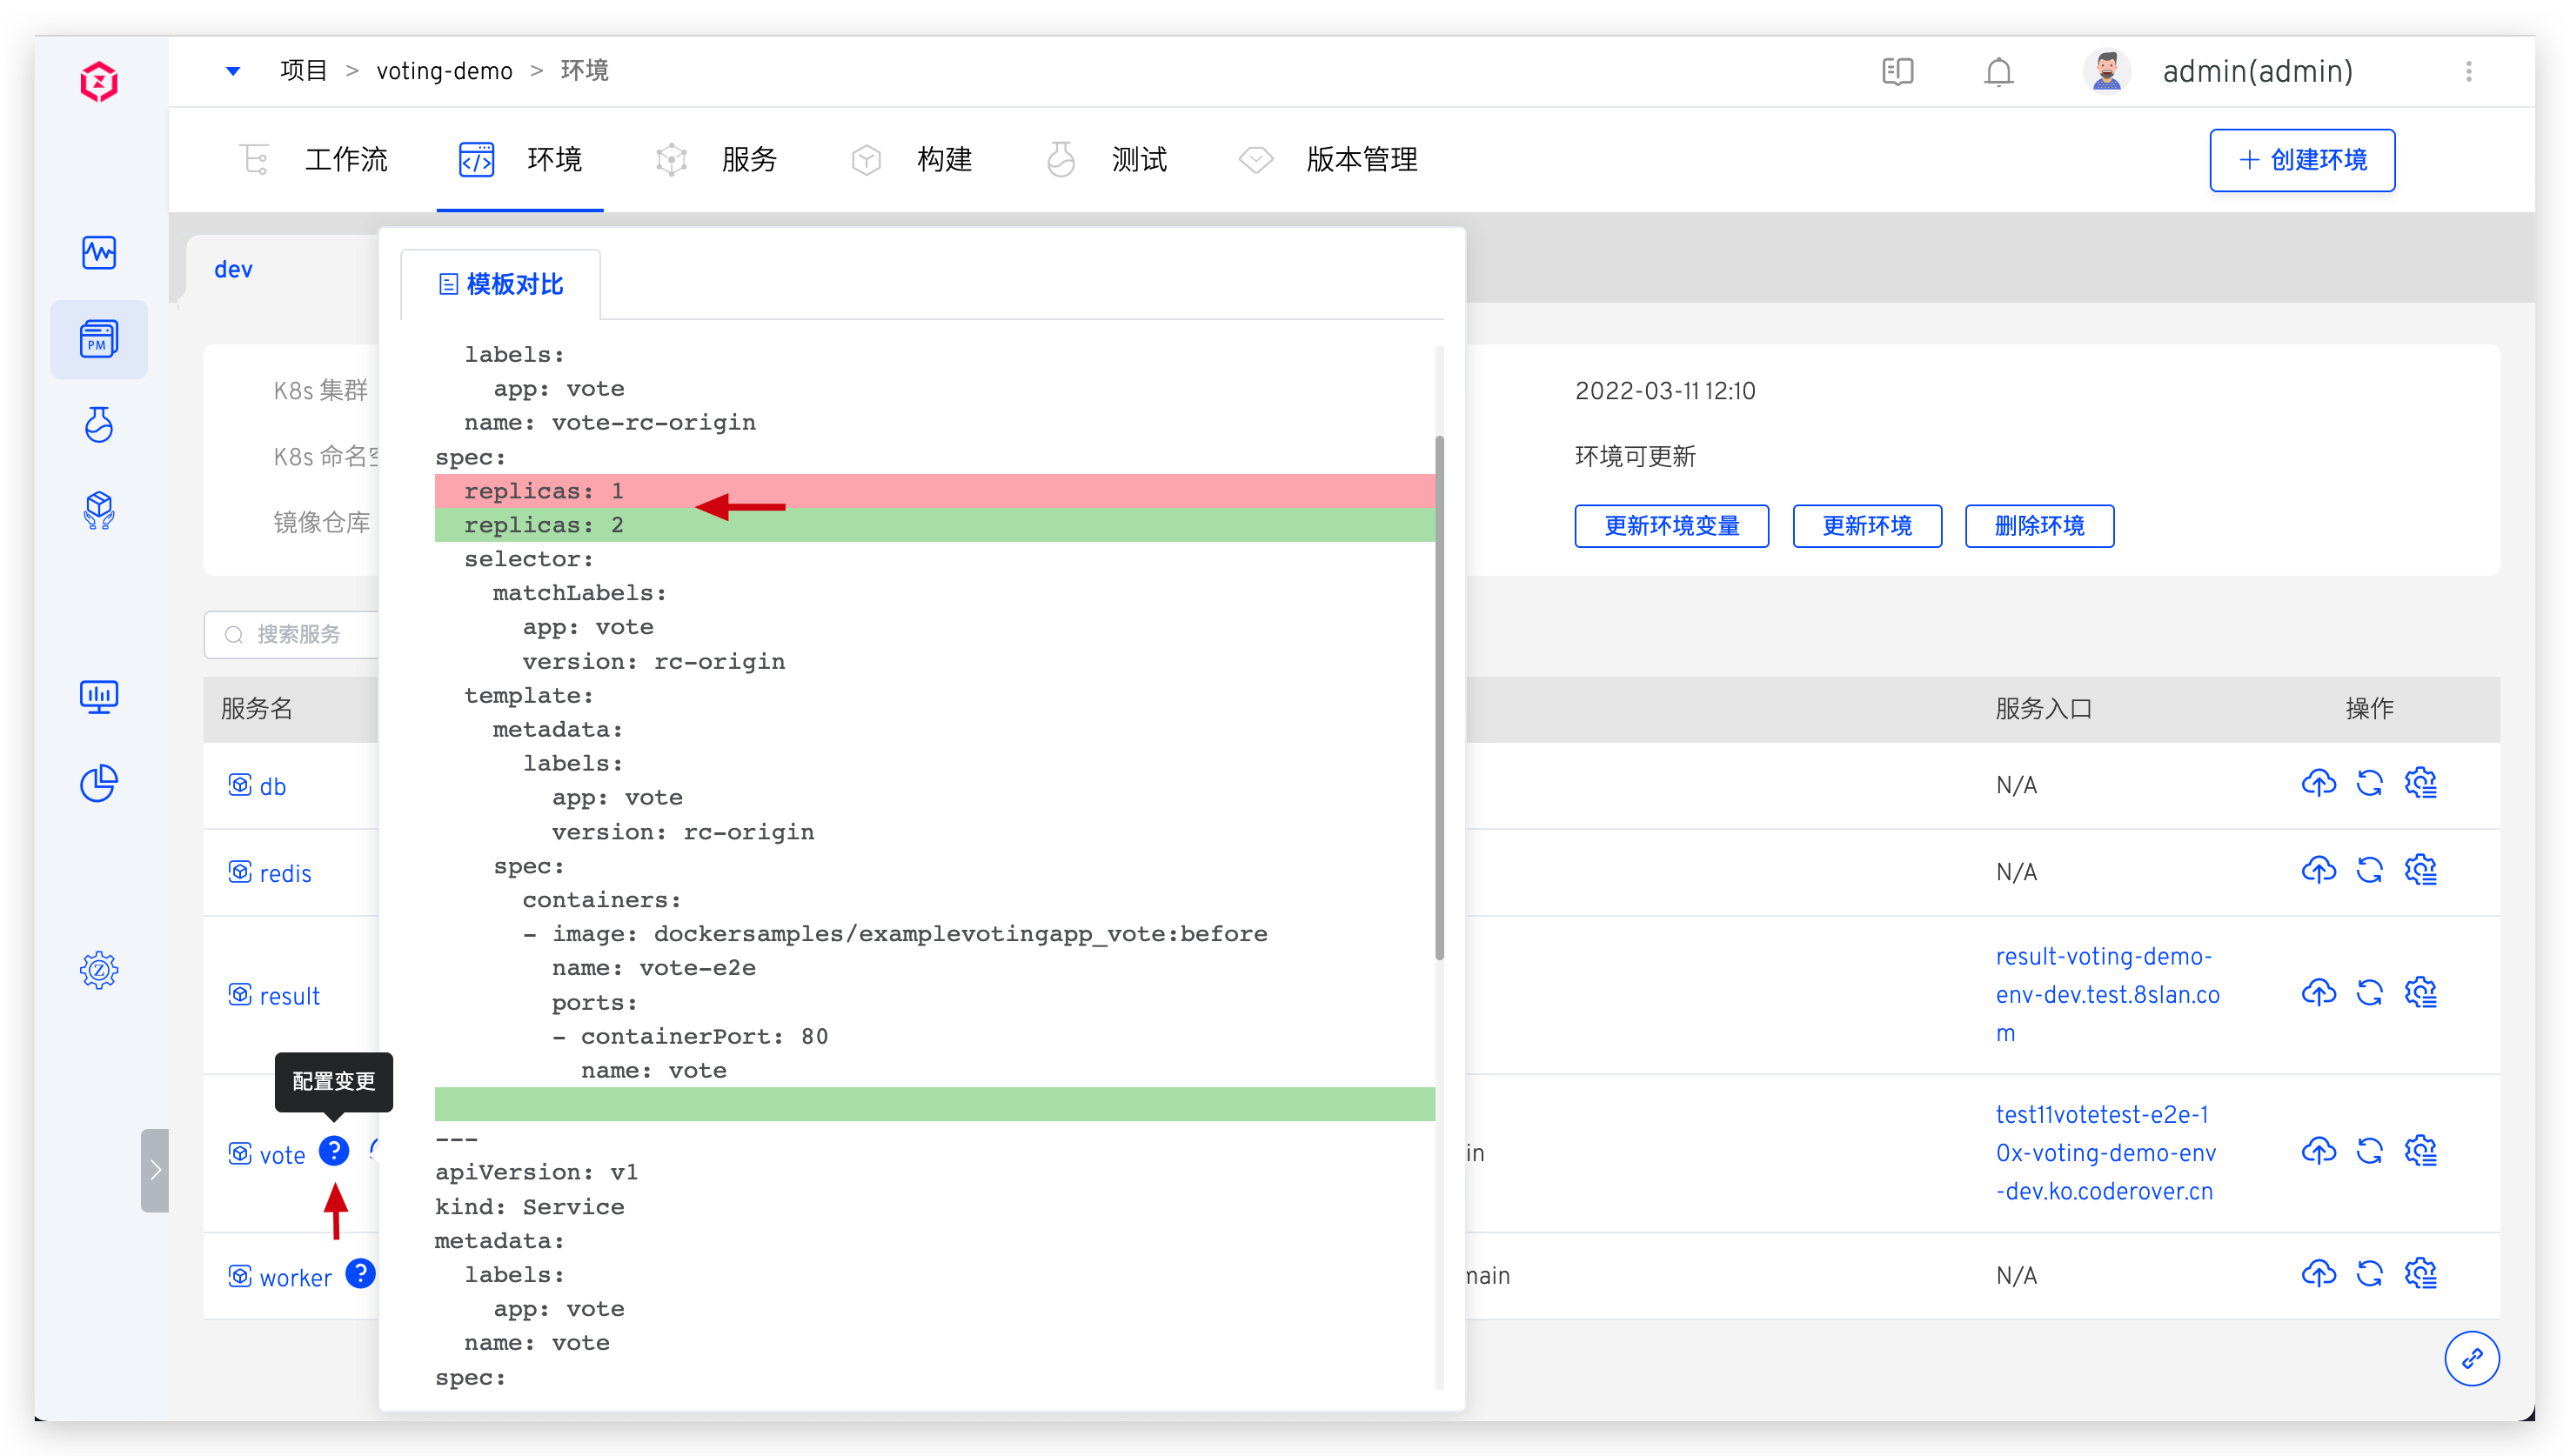 项目 > voting-demo > 环境
admin(admin)
工作流
环境
服务
构建
测试
版本管理
+ 创建环境
PM
dev
K8s 集群
2022-03-11 12:10
K8s 命名
环境可更新
镜像仓库
更新环境变量
更新环境
删除环境
搜索服务
服务名
服务入口
操作
db
N/A
redis
N/A
result
result-voting-demo-
env-dev.test.8slan.co
m
配置变更
vote
?
in
test11votetest-e2e-1
0x-voting-demo-env
-dev.ko.coderover.cn
worker
?
main
N/A
模板对比
labels:
app: vote
name: vote-rc-origin
spec:
replicas: 1
replicas: 2
selector:
matchLabels:
app: vote
version: rc-origin
template:
metadata:
labels:
app: vote
version: rc-origin
spec:
containers:
- image: dockersamples/examplevotingapp_vote:before
name: vote-e2e
ports:
- containerPort: 80
name: vote
---
apiVersion: v1
kind: Service
metadata:
labels:
app: vote
name: vote
spec: